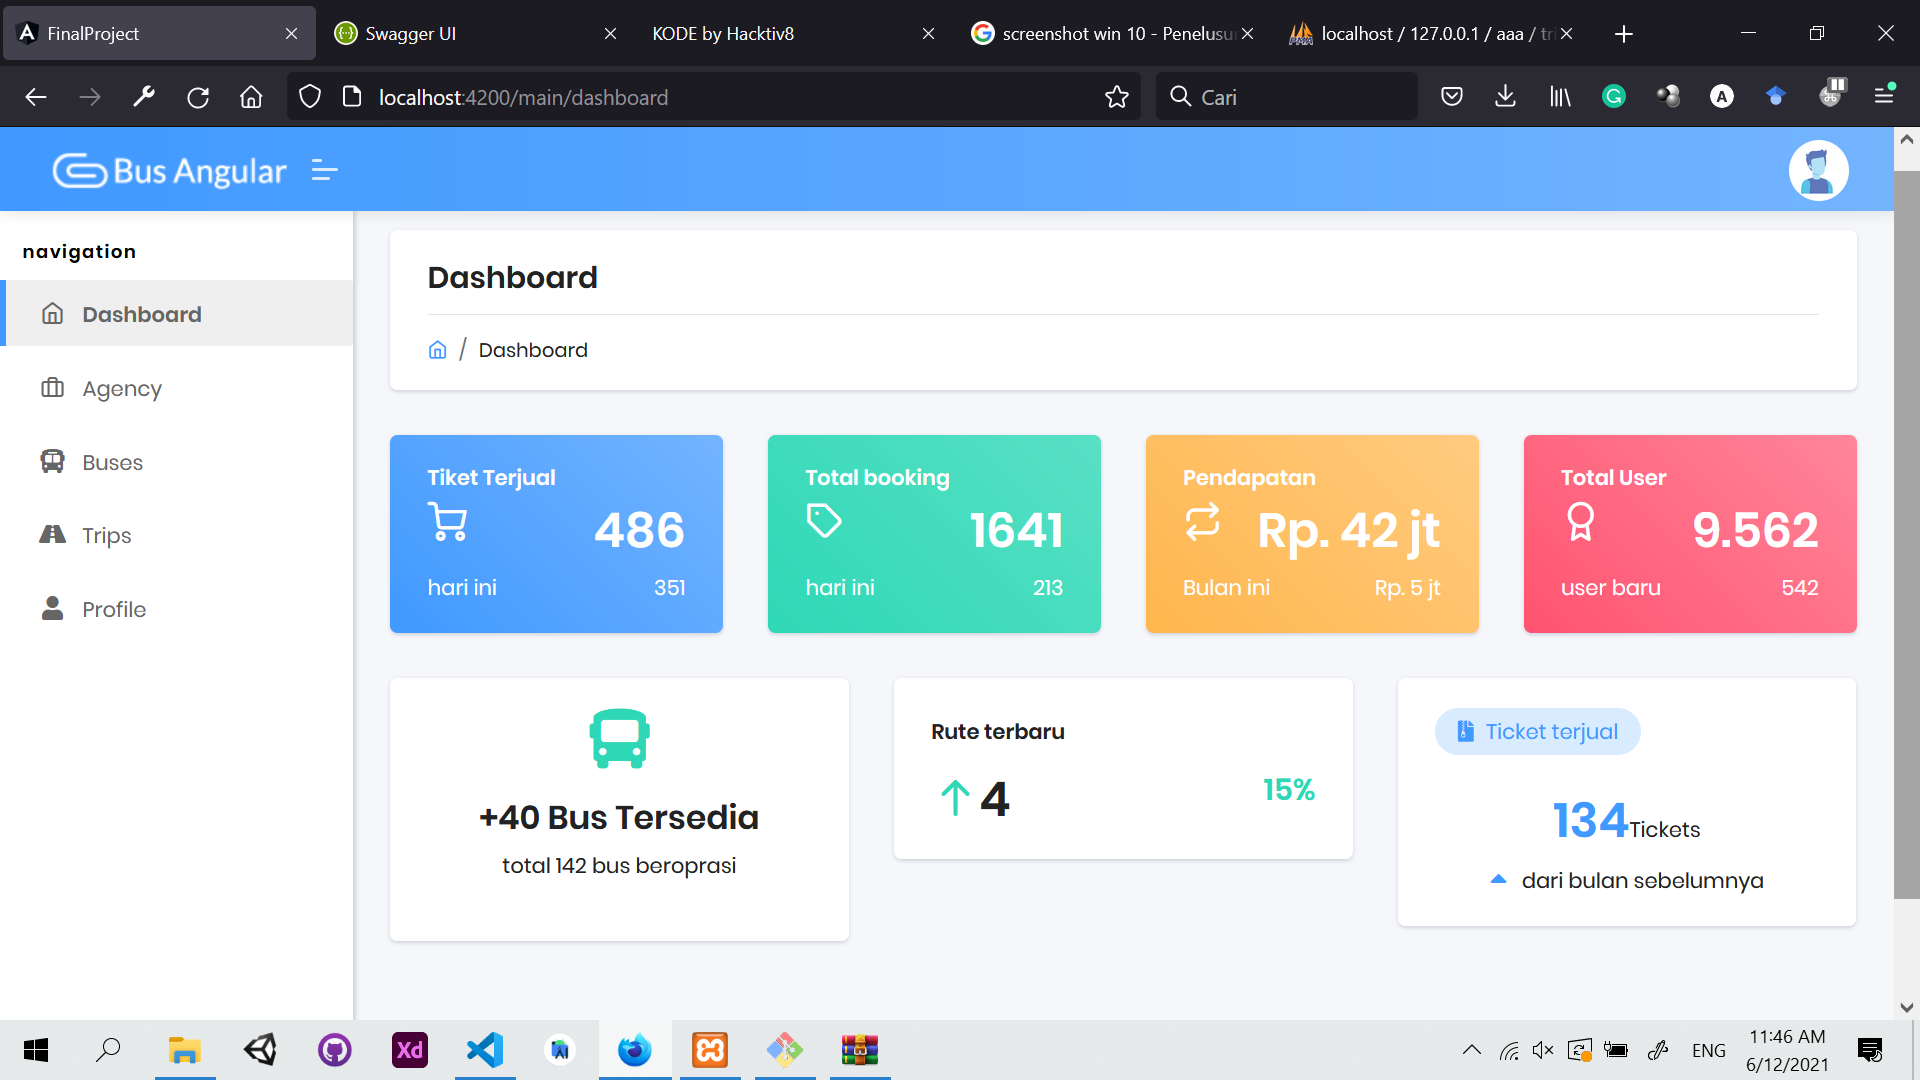 FinalProject
Swagger UI
KODE by Hacktiv8
screenshot win 10 - Penelusu
localhost / 127.0.0.1 / aaa / tri
localhost:4200/main/dashboard
Cari
Bus Angular
navigation
Dashboard
Agency
Buses
Trips
Profile
Dashboard
/ Dashboard
Tiket Terjual
486
hari ini 351
Total booking
1641
hari ini 213
Pendapatan
Rp. 42 jt
Bulan ini Rp. 5 jt
Total User
9.562
user baru 542
+40 Bus Tersedia
total 142 bus beroprasi
Rute terbaru
4 15%
Ticket terjual
134Tickets
dari bulan sebelumnya
Xd
ENG
11:46 AM
6/12/2021